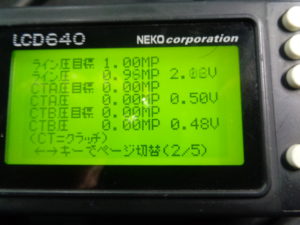 LCD640 NEKO corporation
ライン圧目標 1.00MP
ライン圧 0.96MP 2.08V
CTA圧目標 0.00MP
CTA圧 0.00MP 0.50V
CTB圧目標 0.00MP
CTB圧 0.00MP 0.48V
(CT=クラッチ)
←→キーでページ切替(2/5)